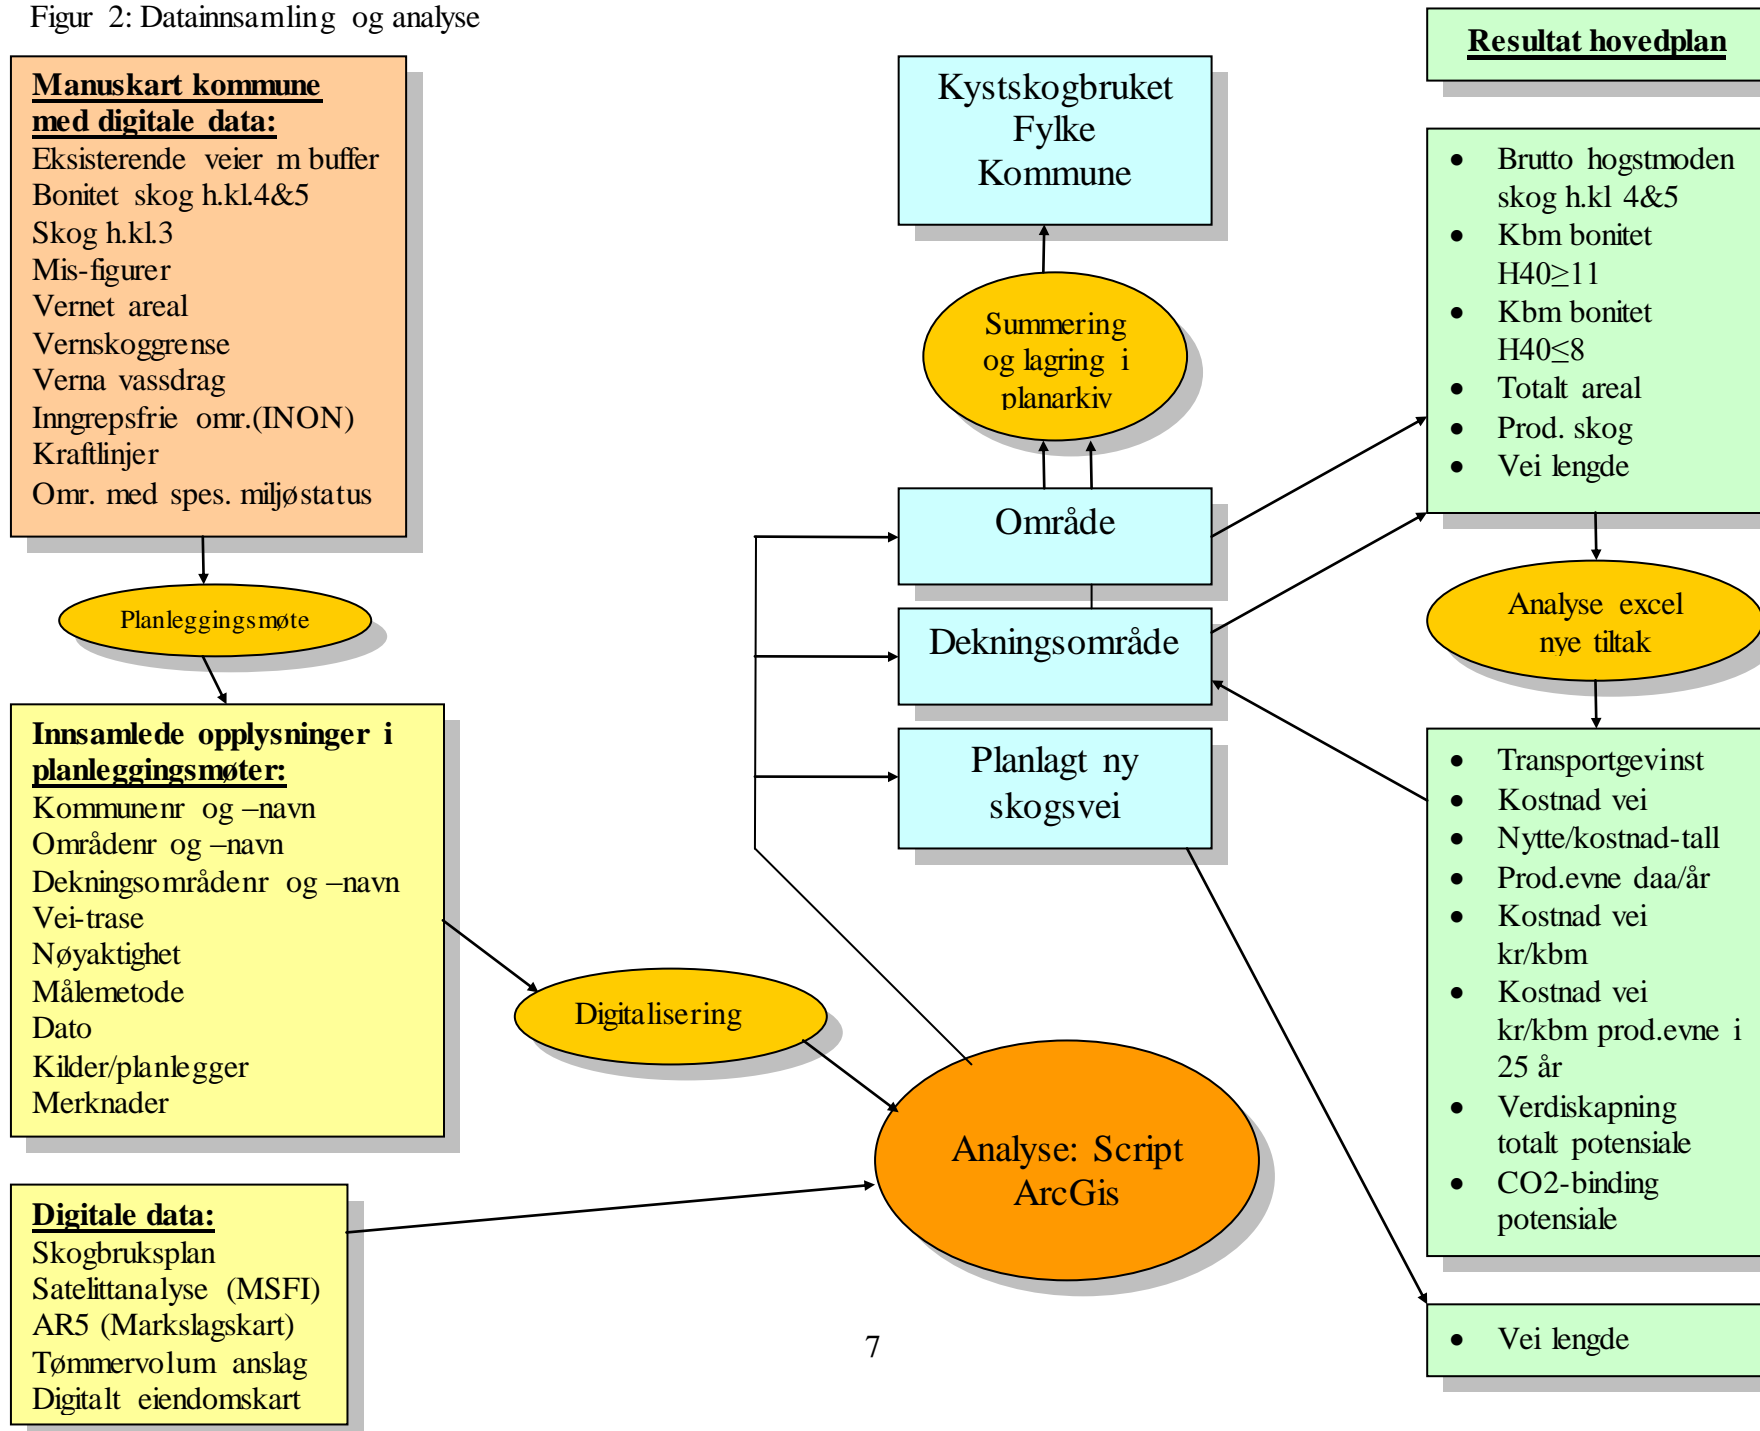 Figur 2: Datainnsamling og analyse
Manuskart kommune
med digitale data:
Eksisterende veier m buffer
Bonitet skog h.kl.4&5
Skog h.kl.3
Mis-figurer
Vernet areal
Vernskoggrense
Verna vassdrag
Inngrepsfrie omr.(INON)
Kraftlinjer
Omr. med spes. miljøstatus
Planleggingsmøte
Innsamlede opplysninger i
planleggingsmøter:
Kommunenr og –navn
Områdenr og –navn
Dekningsområdenr og –navn
Vei-trase
Nøyaktighet
Målemetode
Dato
Kilder/planlegger
Merknader
Digitale data:
Skogbruksplan
Satelittanalyse (MSFI)
AR5 (Markslagskart)
Tømmervolum anslag
Digitalt eiendomskart
Digitalisering
Analyse: Script
ArcGis
Kystskogbruket
Fylke
Kommune
Summering
og lagring i
planarkiv
Område
Dekningsområde
Planlagt ny
skogsvei
Resultat hovedplan
• Brutto hogstmoden
skog h.kl 4&5
• Kbm bonitet
H40≥11
• Kbm bonitet
H40≤8
• Totalt areal
• Prod. skog
• Vei lengde
Analyse excel
nye tiltak
• Transportgevinst
• Kostnad vei
• Nytte/kostnad-tall
• Prod.evne daa/år
• Kostnad vei
kr/kbm
• Kostnad vei
kr/kbm prod.evne i
25 år
• Verdiskapning
totalt potensiale
• CO2-binding
potensiale
• Vei lengde
7